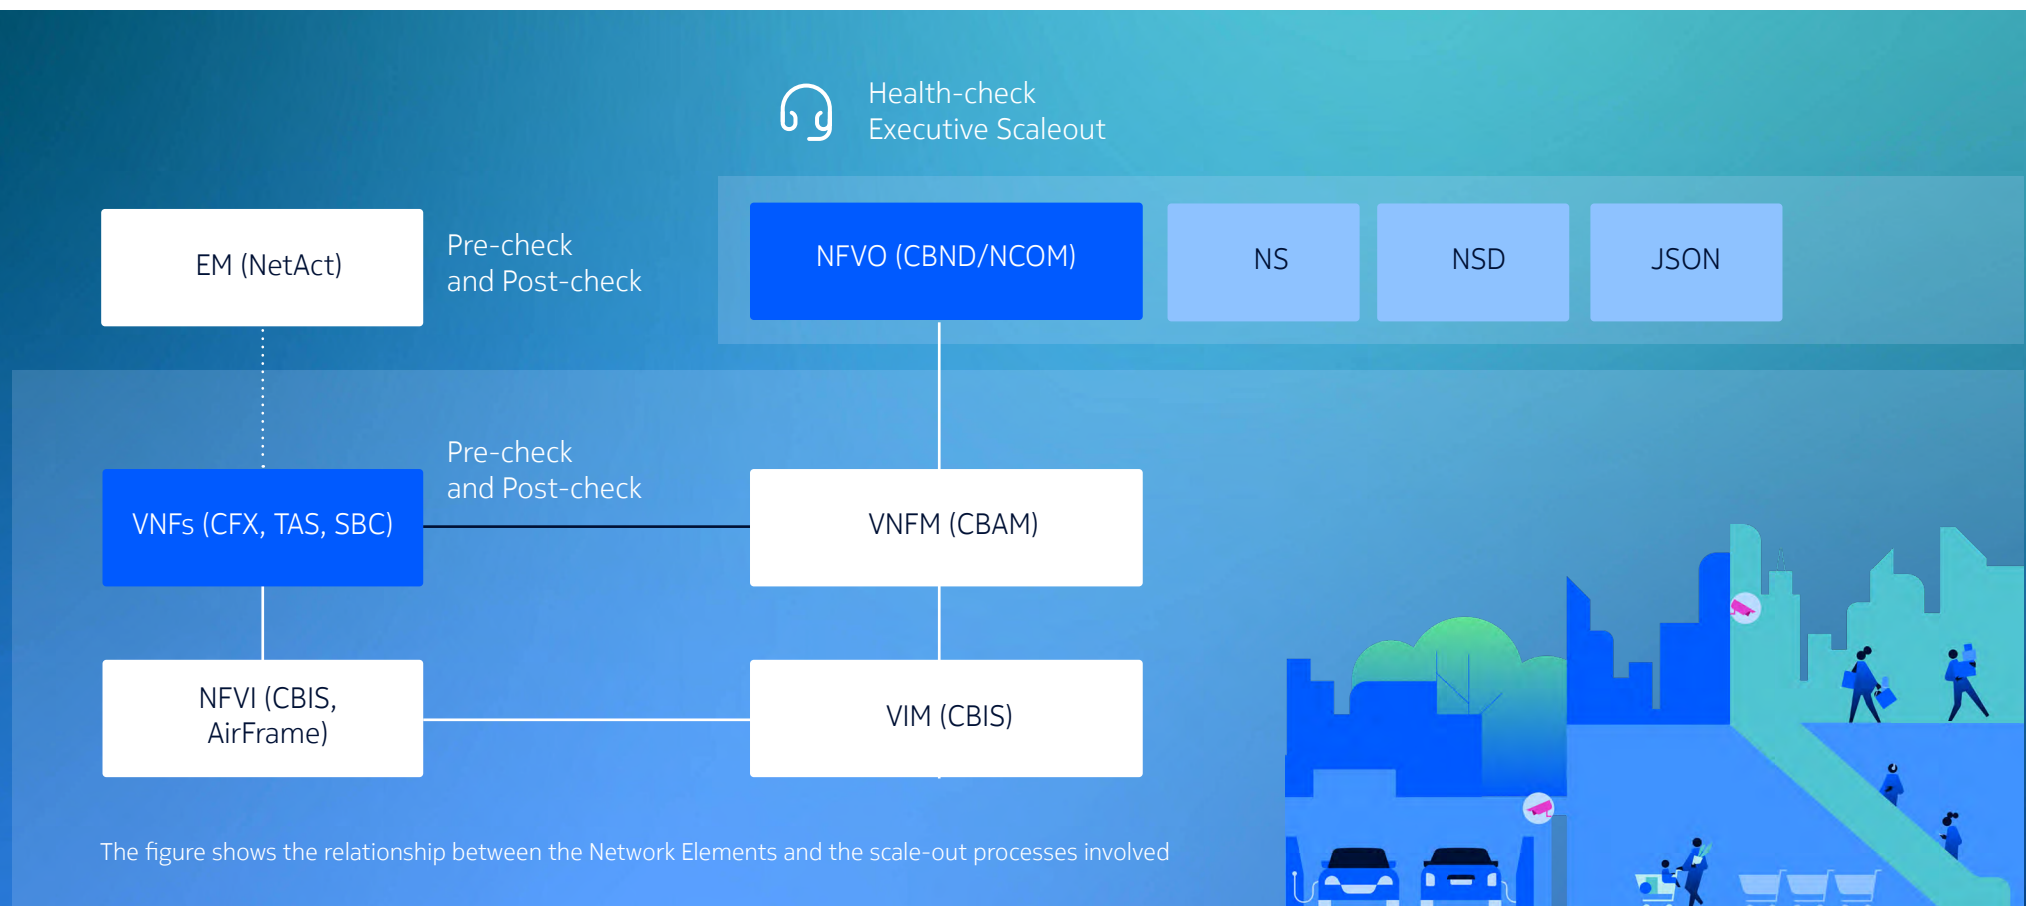 Health-check
Executive Scaleout
EM (NetAct)
Pre-check
and Post-check
NFVO (CBND/NCOM)
NS
NSD
JSON
Pre-check
and Post-check
VNFs (CFX, TAS, SBC)
VNFM (CBAM)
NFVI (CBIS,
AirFrame)
VIM (CBIS)
The figure shows the relationship between the Network Elements and the scale-out processes involved